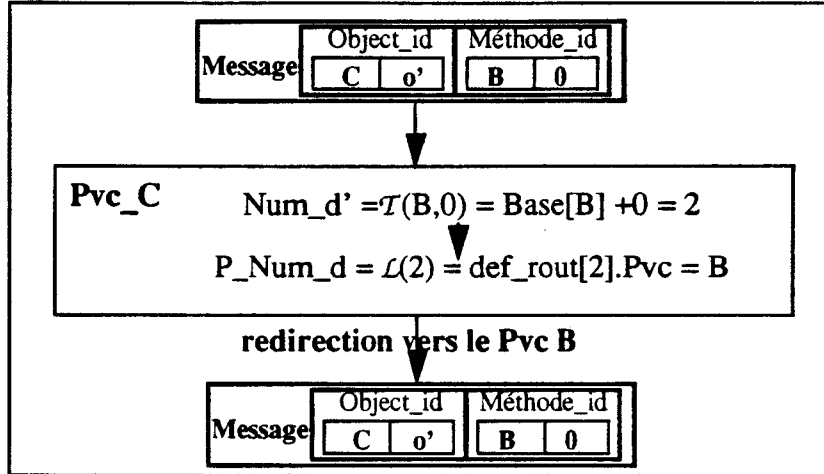 Object_id Méthode_id
Message C o' B 0
Pvc_C Num_d' =𝒯(B,0) = Base[B] +0 = 2
P_Num_d = ℒ(2) = def_rout[2].Pvc = B
redirection vers le Pvc B
Object_id Méthode_id
Message C o' B 0